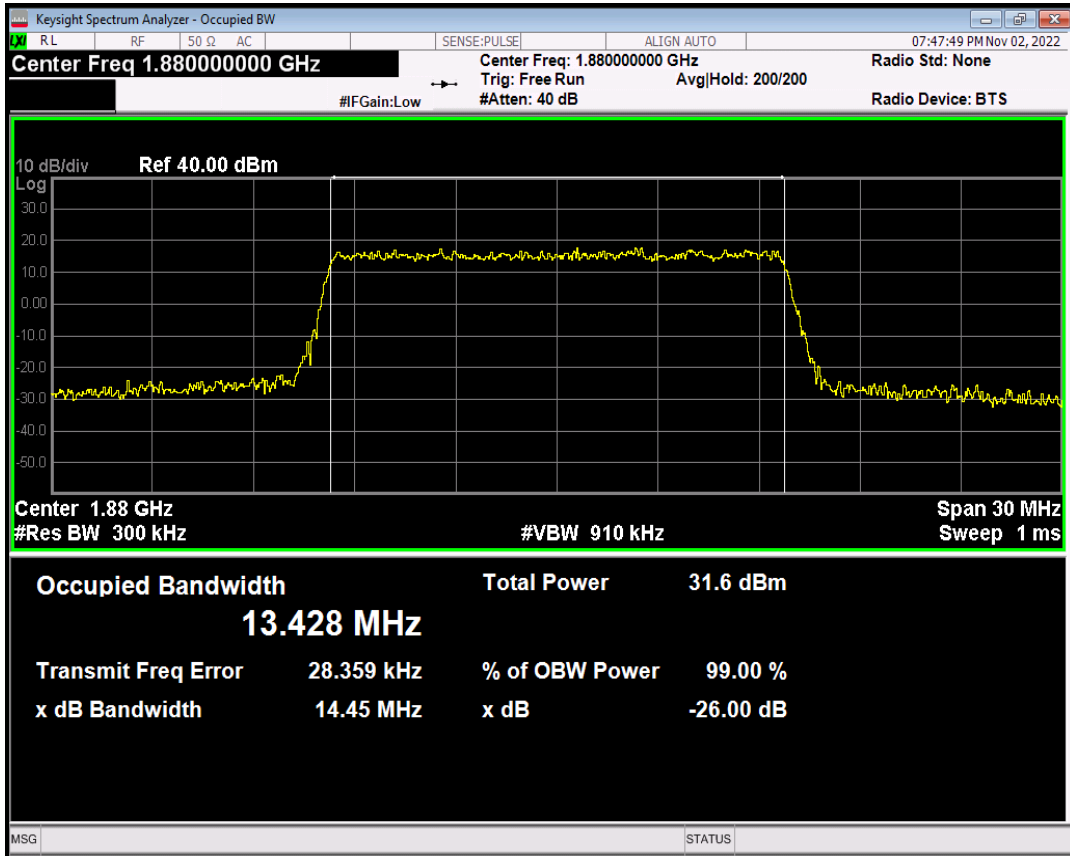 Keysight Spectrum Analyzer - Occupied BW
LXI RL RF 50 Ω AC SENSE:PULSE ALIGN AUTO 07:47:49 PM Nov 02, 2022
Center Freq 1.880000000 GHz Center Freq: 1.880000000 GHz Radio Std: None
Trig: Free Run Avg|Hold: 200/200
#IFGain:Low #Atten: 40 dB Radio Device: BTS
10 dB/div Ref 40.00 dBm
Log
30.0
20.0
10.0
0.00
-10.0
-20.0
-30.0
-40.0
-50.0
Center 1.88 GHz Span 30 MHz
#Res BW 300 kHz #VBW 910 kHz Sweep 1 ms
Occupied Bandwidth Total Power 31.6 dBm
13.428 MHz
Transmit Freq Error 28.359 kHz % of OBW Power 99.00 %
x dB Bandwidth 14.45 MHz x dB -26.00 dB
MSG STATUS